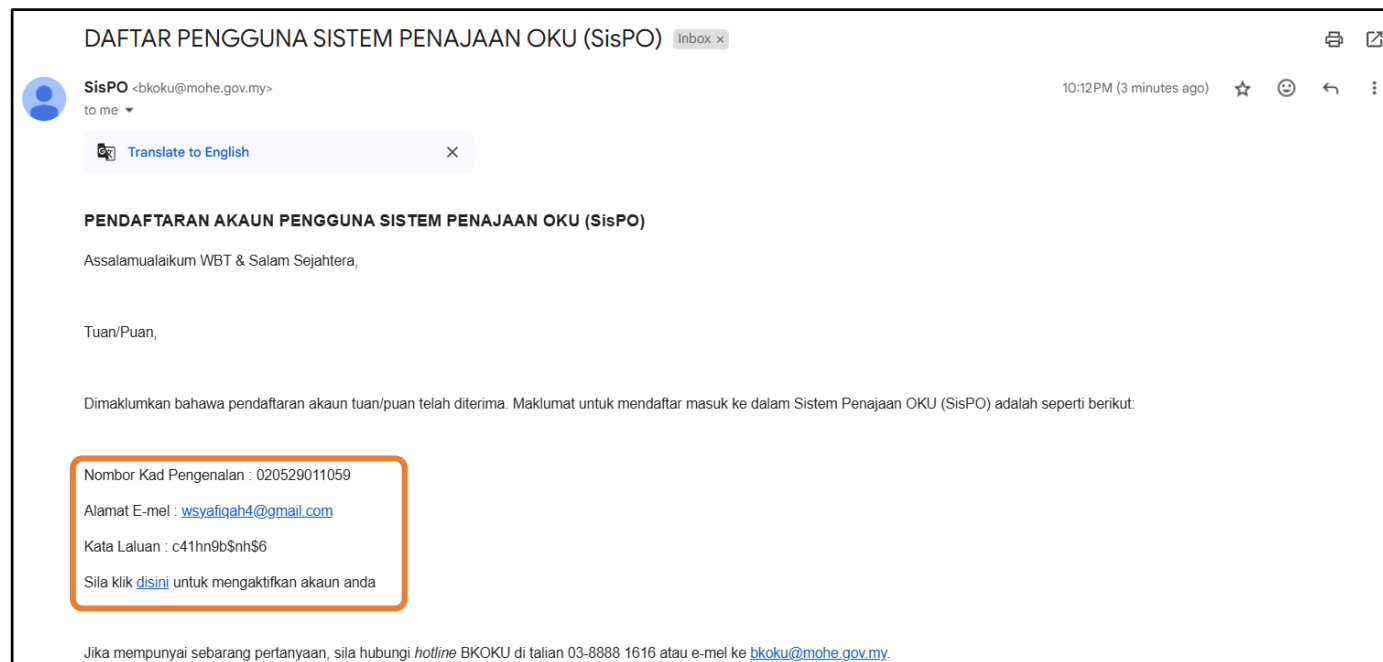 DAFTAR PENGGUNA SISTEM PENAJAAN OKU (SisPO) Inbox ×
SisPO <bkoku@mohe.gov.my> 10:12 PM (3 minutes ago)
to me
Translate to English
PENDAFTARAN AKAUN PENGGUNA SISTEM PENAJAAN OKU (SisPO)
Assalamualaikum WBT & Salam Sejahtera,
Tuan/Puan,
Dimaklumkan bahawa pendaftaran akaun tuan/puan telah diterima. Maklumat untuk mendaftar masuk ke dalam Sistem Penajaan OKU (SisPO) adalah seperti berikut:
Nombor Kad Pengenalan : 020529011059
Alamat E-mel : wsyafiqah4@gmail.com
Kata Laluan : c41hn9b$nh$6
Sila klik disini untuk mengaktifkan akaun anda
Jika mempunyai sebarang pertanyaan, sila hubungi hotline BKOKU di talian 03-8888 1616 atau e-mel ke bkoku@mohe.gov.my.